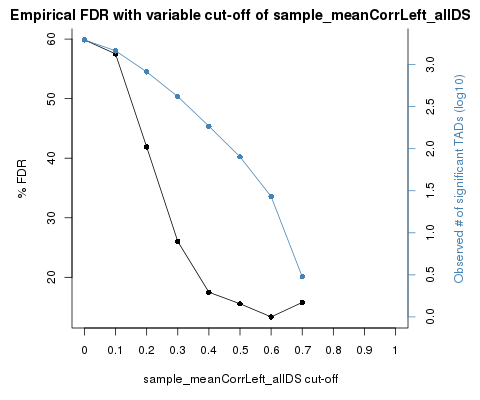 Empirical FDR with variable cut-off of sample_meanCorrLeft_allDS
60
50
40
30
20
% FDR
3.0
2.5
2.0
1.5
1.0
0.5
0.0
Observed # of significant TADs (log10)
0 0.1 0.2 0.3 0.4 0.5 0.6 0.7 0.8 0.9 1
sample_meanCorrLeft_allDS cut-off